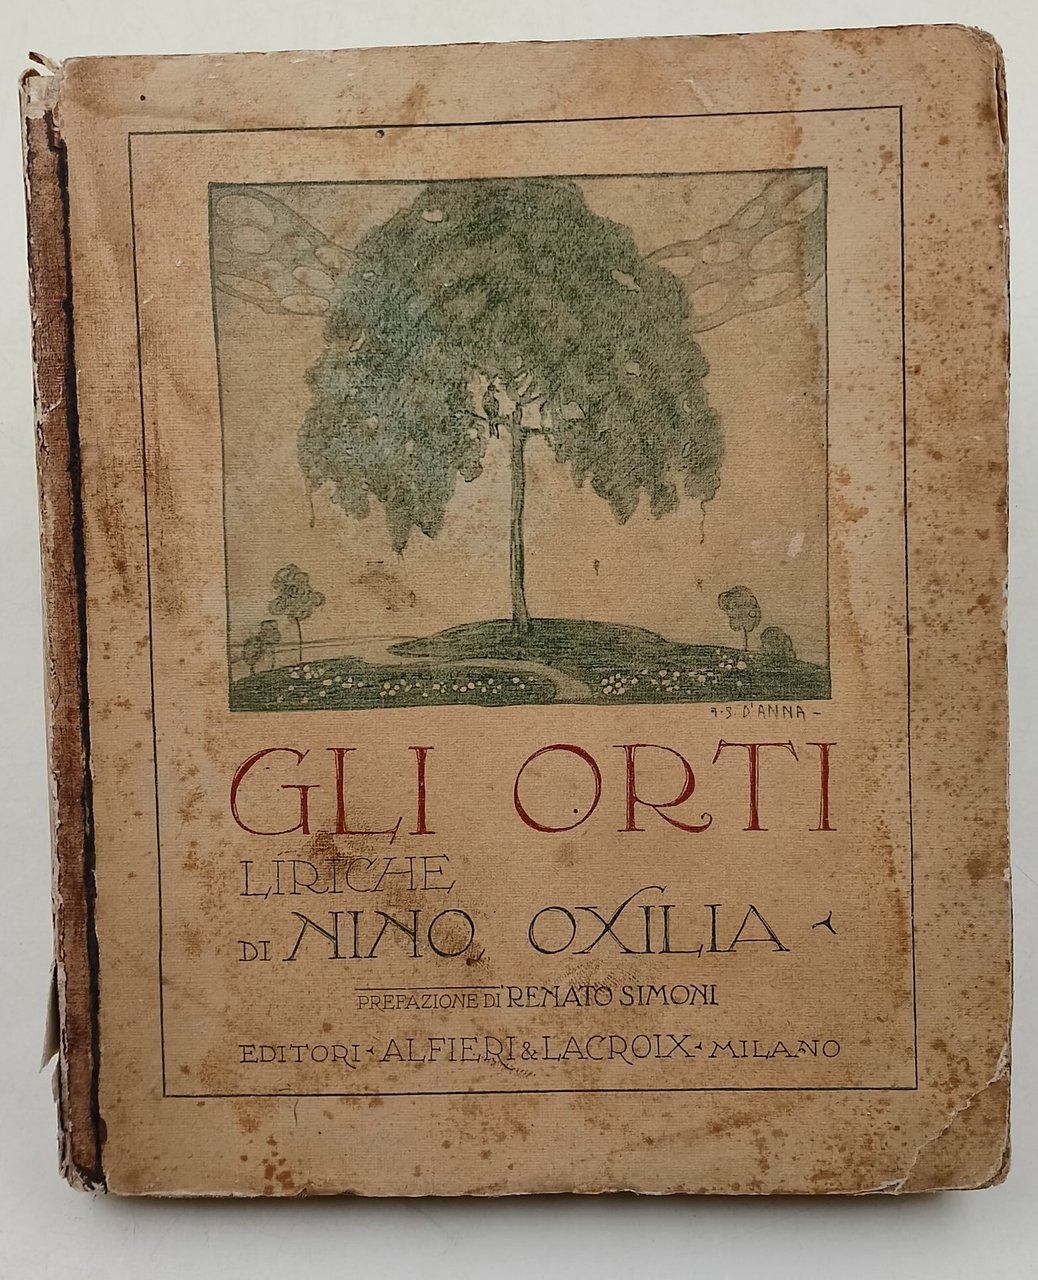 G·S· D'ANNA -
GLI ORTI
LIRICHE
DI NINO OXILIA
PREFAZIONE DI RENATO SIMONI
EDITORI · ALFIERI & LACROIX · MILANO